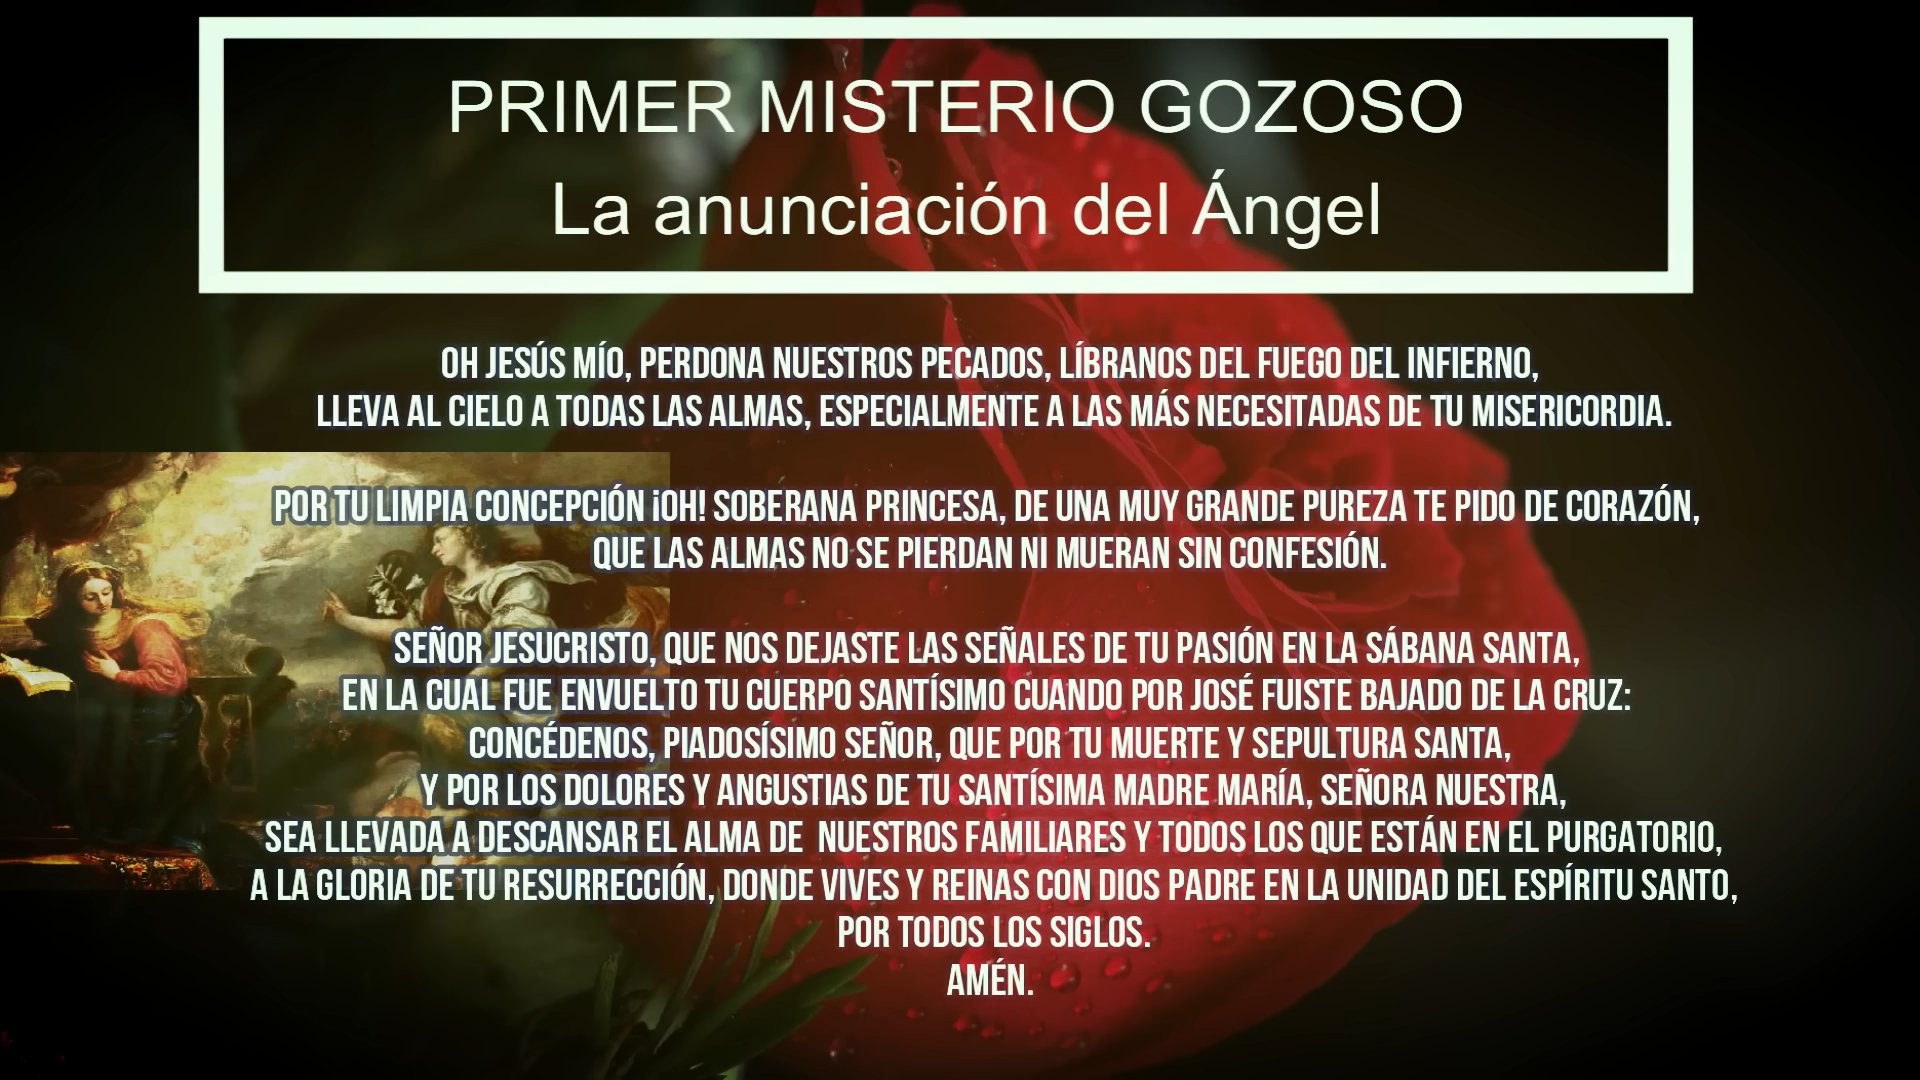 PRIMER MISTERIO GOZOSO
La anunciación del Ángel
OH JESÚS MÍO, PERDONA NUESTROS PECADOS, LÍBRANOS DEL FUEGO DEL INFIERNO,
LLEVA AL CIELO A TODAS LAS ALMAS, ESPECIALMENTE A LAS MÁS NECESITADAS DE TU MISERICORDIA.
POR TU LIMPIA CONCEPCIÓN ¡OH! SOBERANA PRINCESA, DE UNA MUY GRANDE PUREZA TE PIDO DE CORAZÓN,
QUE LAS ALMAS NO SE PIERDAN NI MUERAN SIN CONFESIÓN.
SEÑOR JESUCRISTO, QUE NOS DEJASTE LAS SEÑALES DE TU PASIÓN EN LA SÁBANA SANTA,
EN LA CUAL FUE ENVUELTO TU CUERPO SANTÍSIMO CUANDO POR JOSÉ FUISTE BAJADO DE LA CRUZ:
CONCÉDENOS, PIADOSÍSIMO SEÑOR, QUE POR TU MUERTE Y SEPULTURA SANTA,
Y POR LOS DOLORES Y ANGUSTIAS DE TU SANTÍSIMA MADRE MARÍA, SEÑORA NUESTRA,
SEA LLEVADA A DESCANSAR EL ALMA DE  NUESTROS FAMILIARES Y TODOS LOS QUE ESTÁN EN EL PURGATORIO,
A LA GLORIA DE TU RESURRECCIÓN, DONDE VIVES Y REINAS CON DIOS PADRE EN LA UNIDAD DEL ESPÍRITU SANTO,
POR TODOS LOS SIGLOS.
AMÉN.